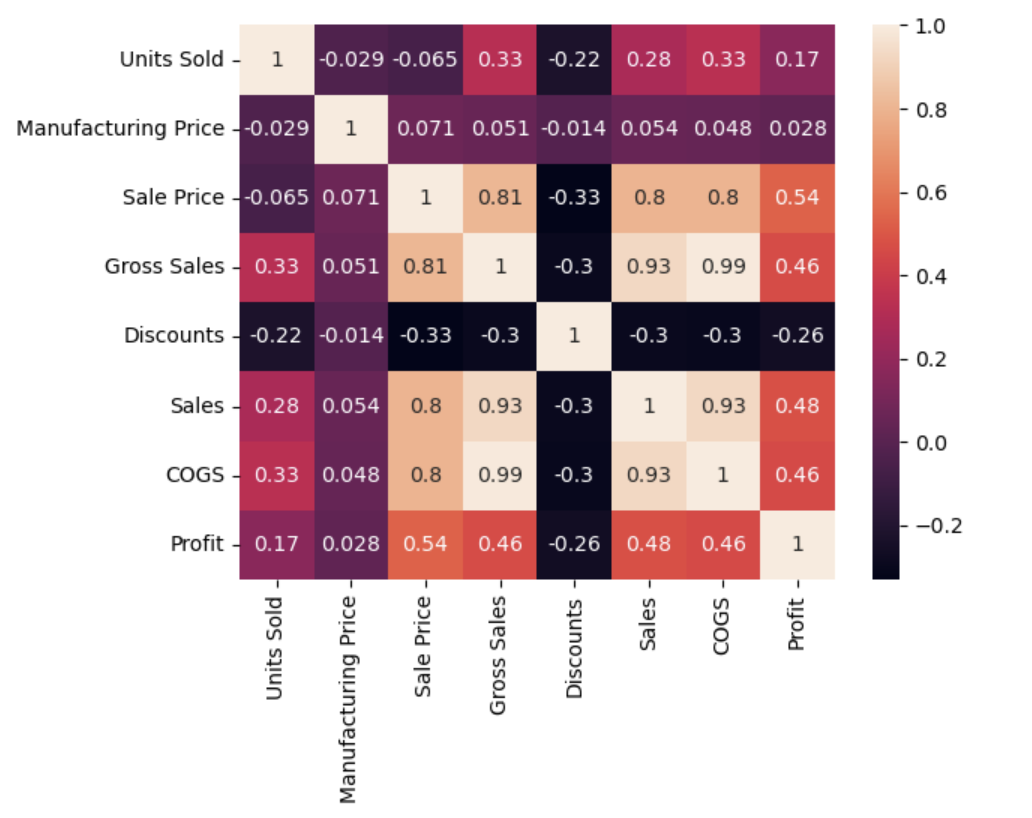 Units Sold 1 -0.029 -0.065 0.33 -0.22 0.28 0.33 0.17
Manufacturing Price -0.029 1 0.071 0.051 -0.014 0.054 0.048 0.028
Sale Price -0.065 0.071 1 0.81 -0.33 0.8 0.8 0.54
Gross Sales 0.33 0.051 0.81 1 -0.3 0.93 0.99 0.46
Discounts -0.22 -0.014 -0.33 -0.3 1 -0.3 -0.3 -0.26
Sales 0.28 0.054 0.8 0.93 -0.3 1 0.93 0.48
COGS 0.33 0.048 0.8 0.99 -0.3 0.93 1 0.46
Profit 0.17 0.028 0.54 0.46 -0.26 0.48 0.46 1
Units Sold
Manufacturing Price
Sale Price
Gross Sales
Discounts
Sales
COGS
Profit
1.0
0.8
0.6
0.4
0.2
0.0
−0.2